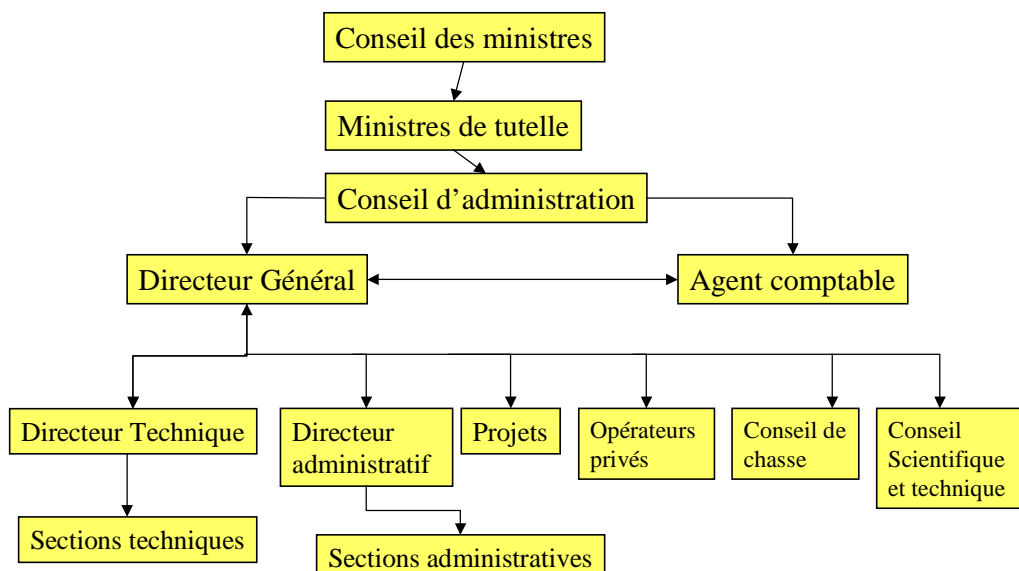 Conseil des ministres
Ministres de tutelle
Conseil d’administration
Directeur Général
Agent comptable
Directeur Technique
Directeur
administratif
Projets
Opérateurs
privés
Conseil de
chasse
Conseil
Scientifique
et technique
Sections techniques
Sections administratives